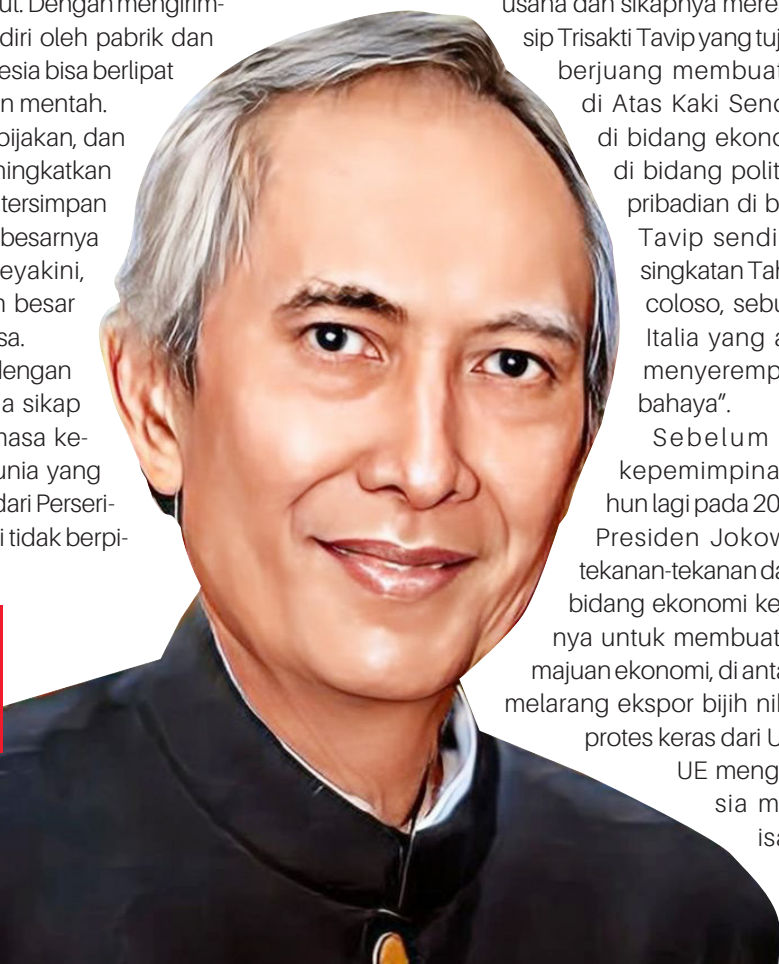 ut. Dengan mengirim-
diri oleh pabrik dan
esia bisa berlipat
n mentah.
bijakan, dan
ningkatkan
tersimpan
besarnya
eyakini,
n besar
sa.
dengan
a sikap
nasa ke-
unia yang
dari Perseri-
i tidak berpi-
usaha dan sikapnya mere
sip Trisakti Tavip yang tuj
berjuang membuat
di Atas Kaki Send
di bidang ekono
di bidang polit
pribadian di b
Tavip sendi
singkatan Tah
coloso, sebu
Italia yang a
menyeremp
bahaya”.
Sebelum
kepemimpina
hun lagi pada 20
Presiden Jokow
tekanan-tekanan da
bidang ekonomi ke
nya untuk membuat
majuan ekonomi, di anta
melarang ekspor bijih nik
protes keras dari U
UE meng
sia m
isa